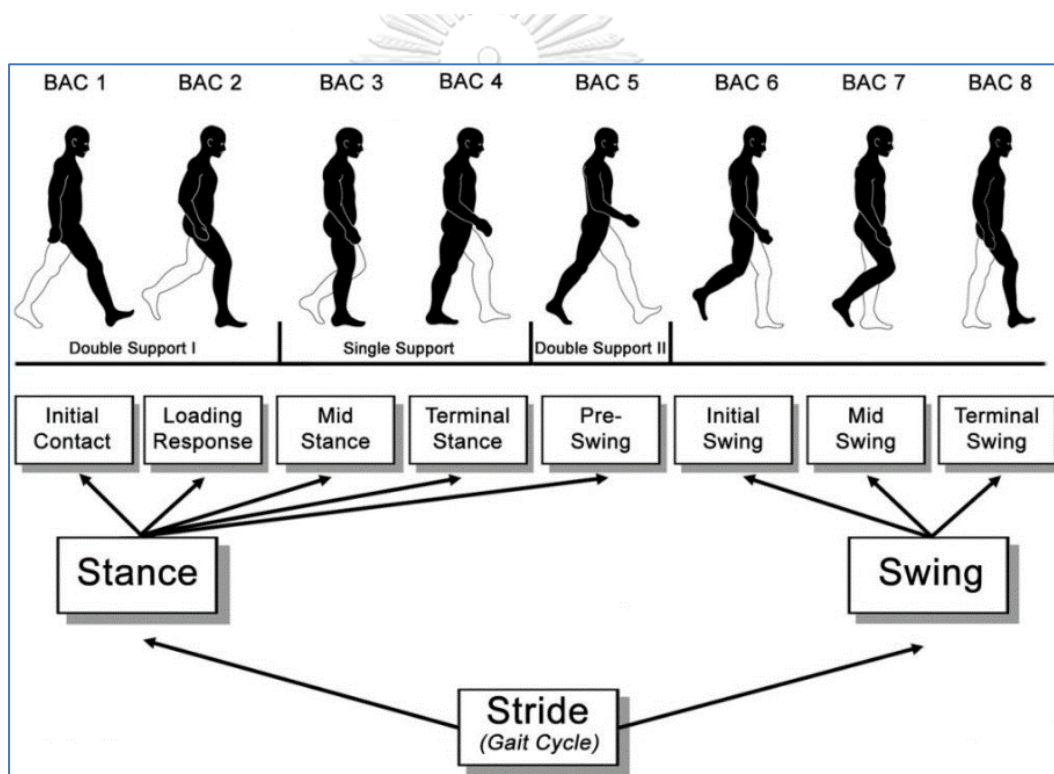 BAC 1 BAC 2 BAC 3 BAC 4 BAC 5 BAC 6 BAC 7 BAC 8
Double Support I Single Support Double Support II
Initial
Contact
Loading
Response
Mid
Stance
Terminal
Stance
Pre-
Swing
Initial
Swing
Mid
Swing
Terminal
Swing
Stance
Swing
Stride
(Gait Cycle)